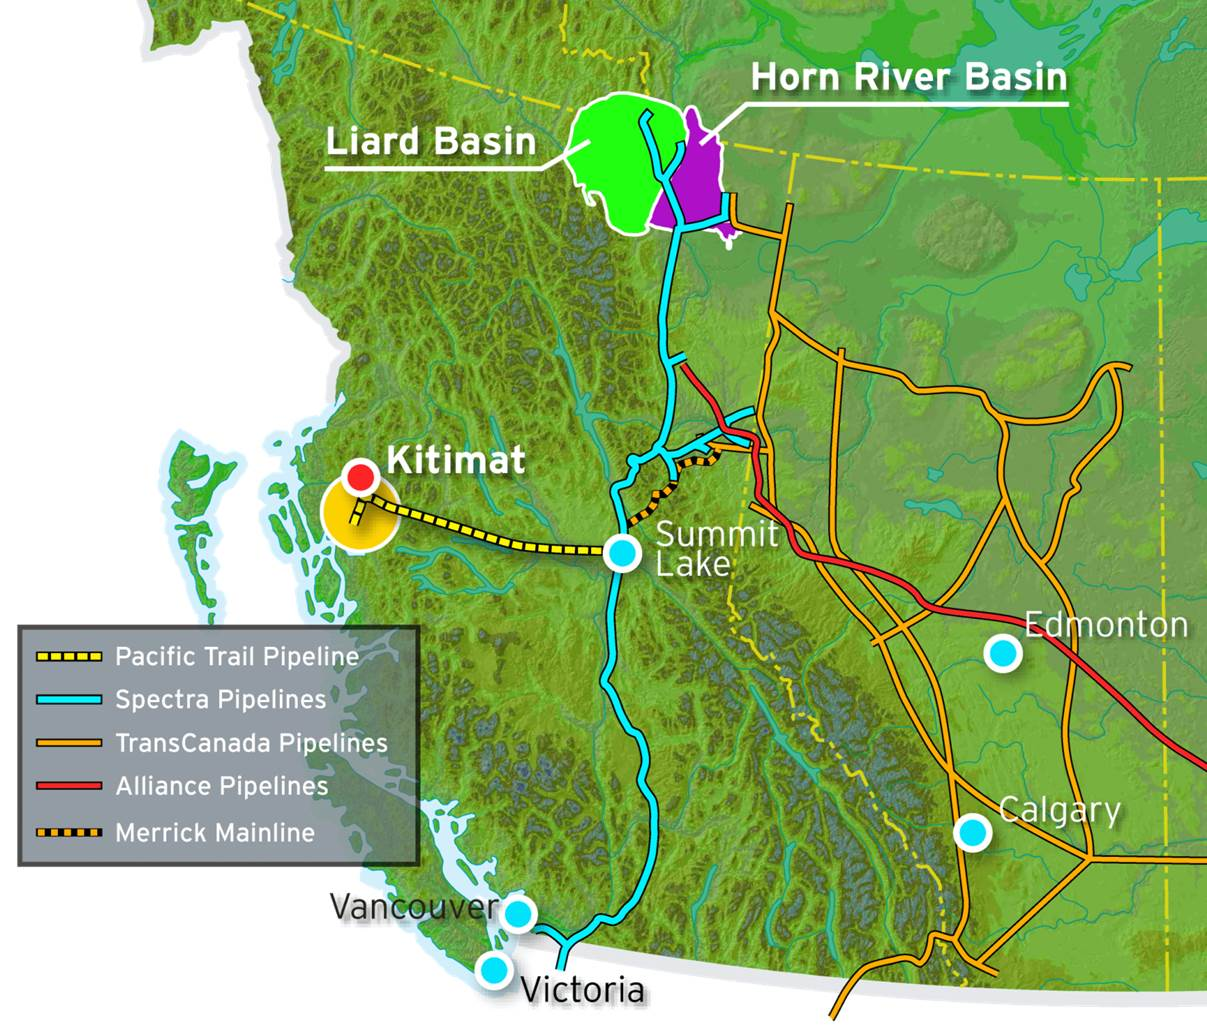 Horn River Basin
Liard Basin
Kitimat
Summit
Lake
Edmonton
Pacific Trail Pipeline
Spectra Pipelines
TransCanada Pipelines
Alliance Pipelines
Merrick Mainline
Calgary
Vancouver
Victoria